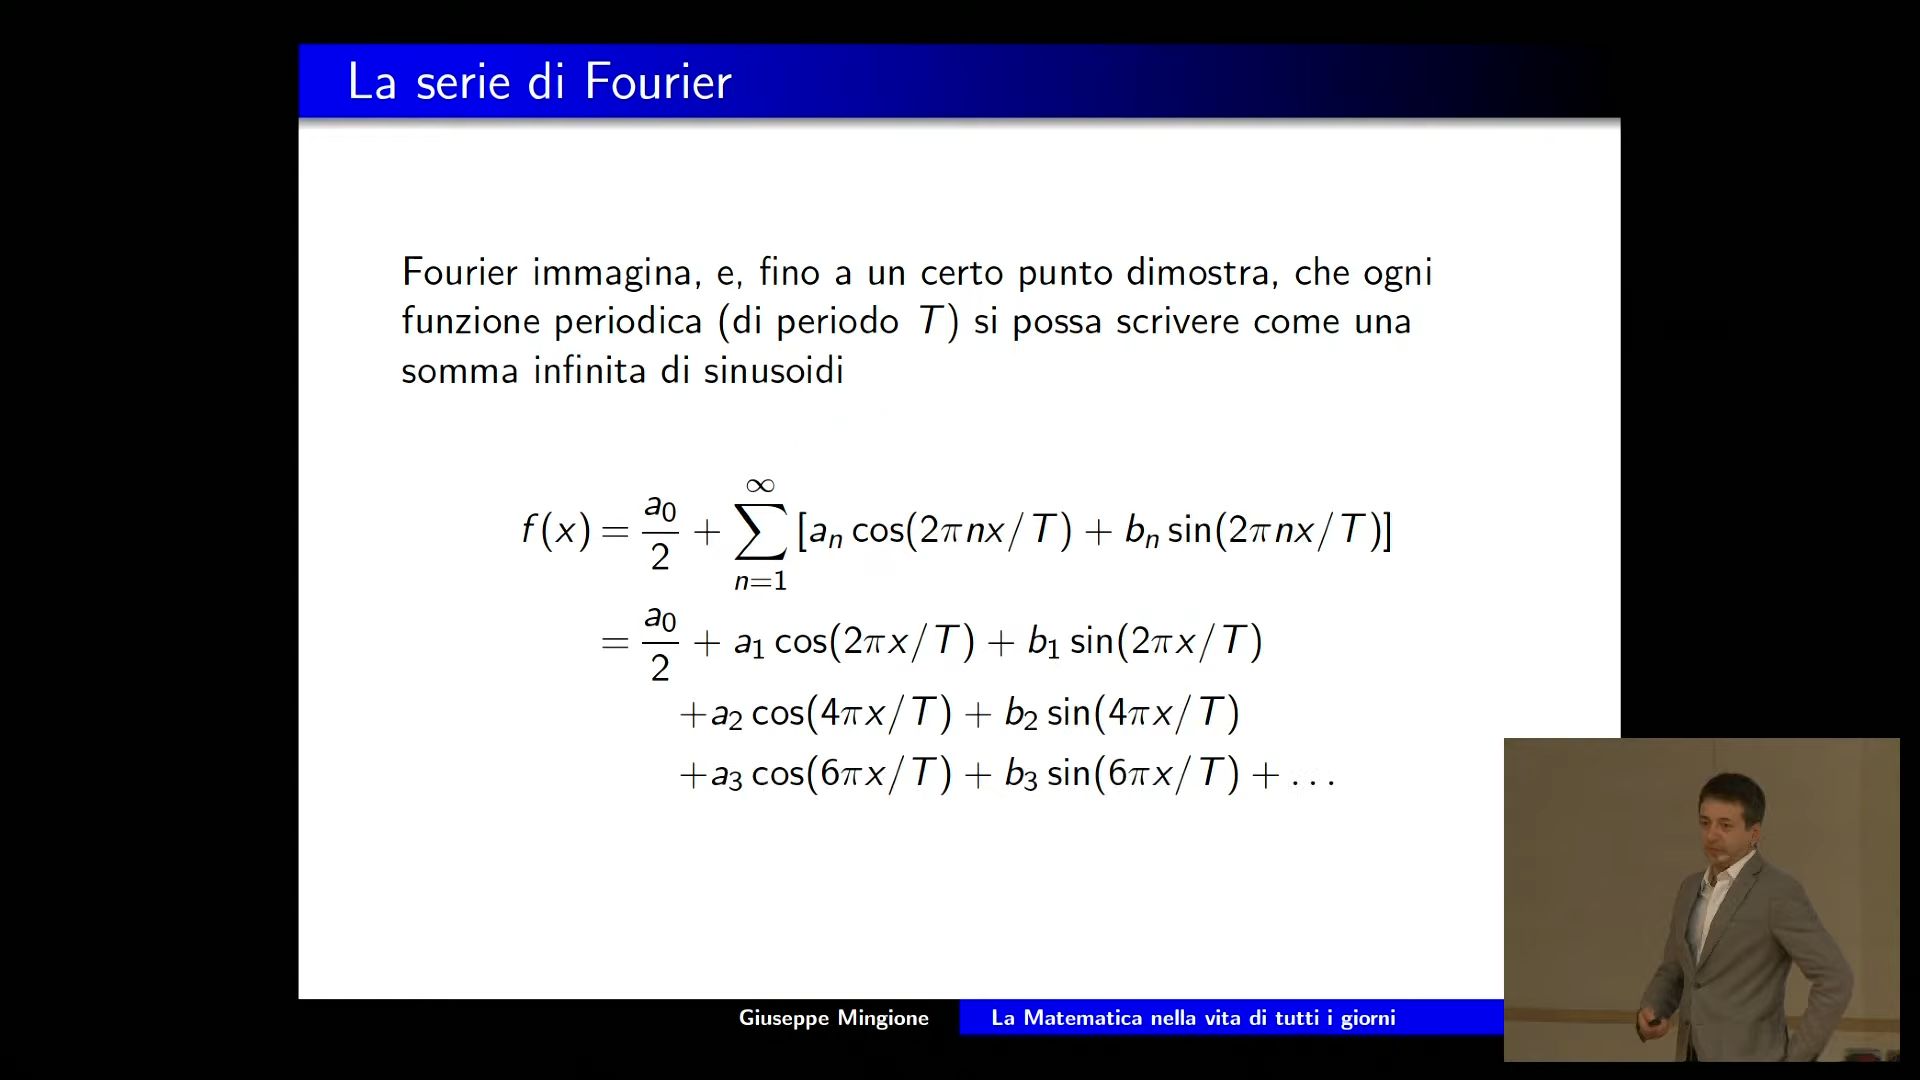 La serie di Fourier
Fourier immagina, e, fino a un certo punto dimostra, che ogni
funzione periodica (di periodo T) si possa scrivere come una
somma infinita di sinusoidi
f(x) = a₀/2 + ∑_{n=1}^{∞} [aₙ cos(2πnx/T) + bₙ sin(2πnx/T)]
= a₀/2 + a₁ cos(2πx/T) + b₁ sin(2πx/T)
+a₂ cos(4πx/T) + b₂ sin(4πx/T)
+a₃ cos(6πx/T) + b₃ sin(6πx/T) + ...
Giuseppe Mingione
La Matematica nella vita di tutti i giorni